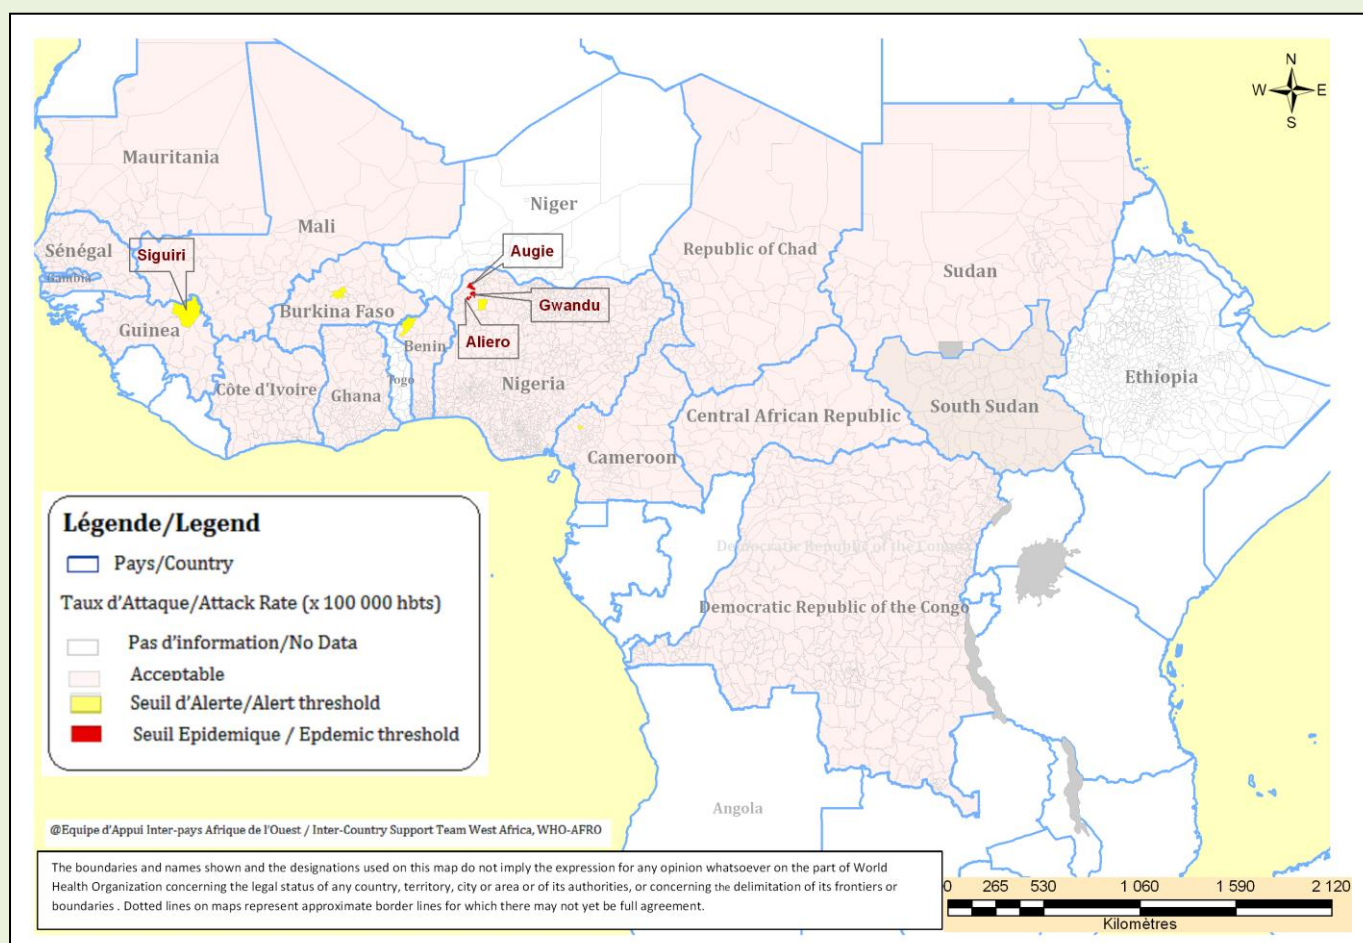 N
W E
S
Mauritania
Niger
Mali
Sénégal
Siguiri
Augie
Republic of Chad
Sudan
Gambia
Gwandu
Burkina Faso
Guinea
Aliero
Benin
Togo
Côte d'Ivoire
Ghana
Nigeria
Ethiopia
South Sudan
Central African Republic
Cameroon
Democratic Republic of the Congo
Democratic Republic of the Congo
Angola
Légende/Legend
Pays/Country
Taux d'Attaque/Attack Rate (x 100 000 hbts)
Pas d'information/No Data
Acceptable
Seuil d'Alerte/Alert threshold
Seuil Epidemique / Epdemic threshold
@Equipe d'Appui Inter-pays Afrique de l'Ouest / Inter-Country Support Team West Africa, WHO-AFRO
The boundaries and names shown and the designations used on this map do not imply the expression for any opinion whatsoever on the part of World
Health Organization concerning the legal status of any country, territory, city or area or of its authorities, or concerning the delimitation of its frontiers or
boundaries . Dotted lines on maps represent approximate border lines for which there may not yet be full agreement.
0 265 530 1 060 1 590 2 120
Kilomètres